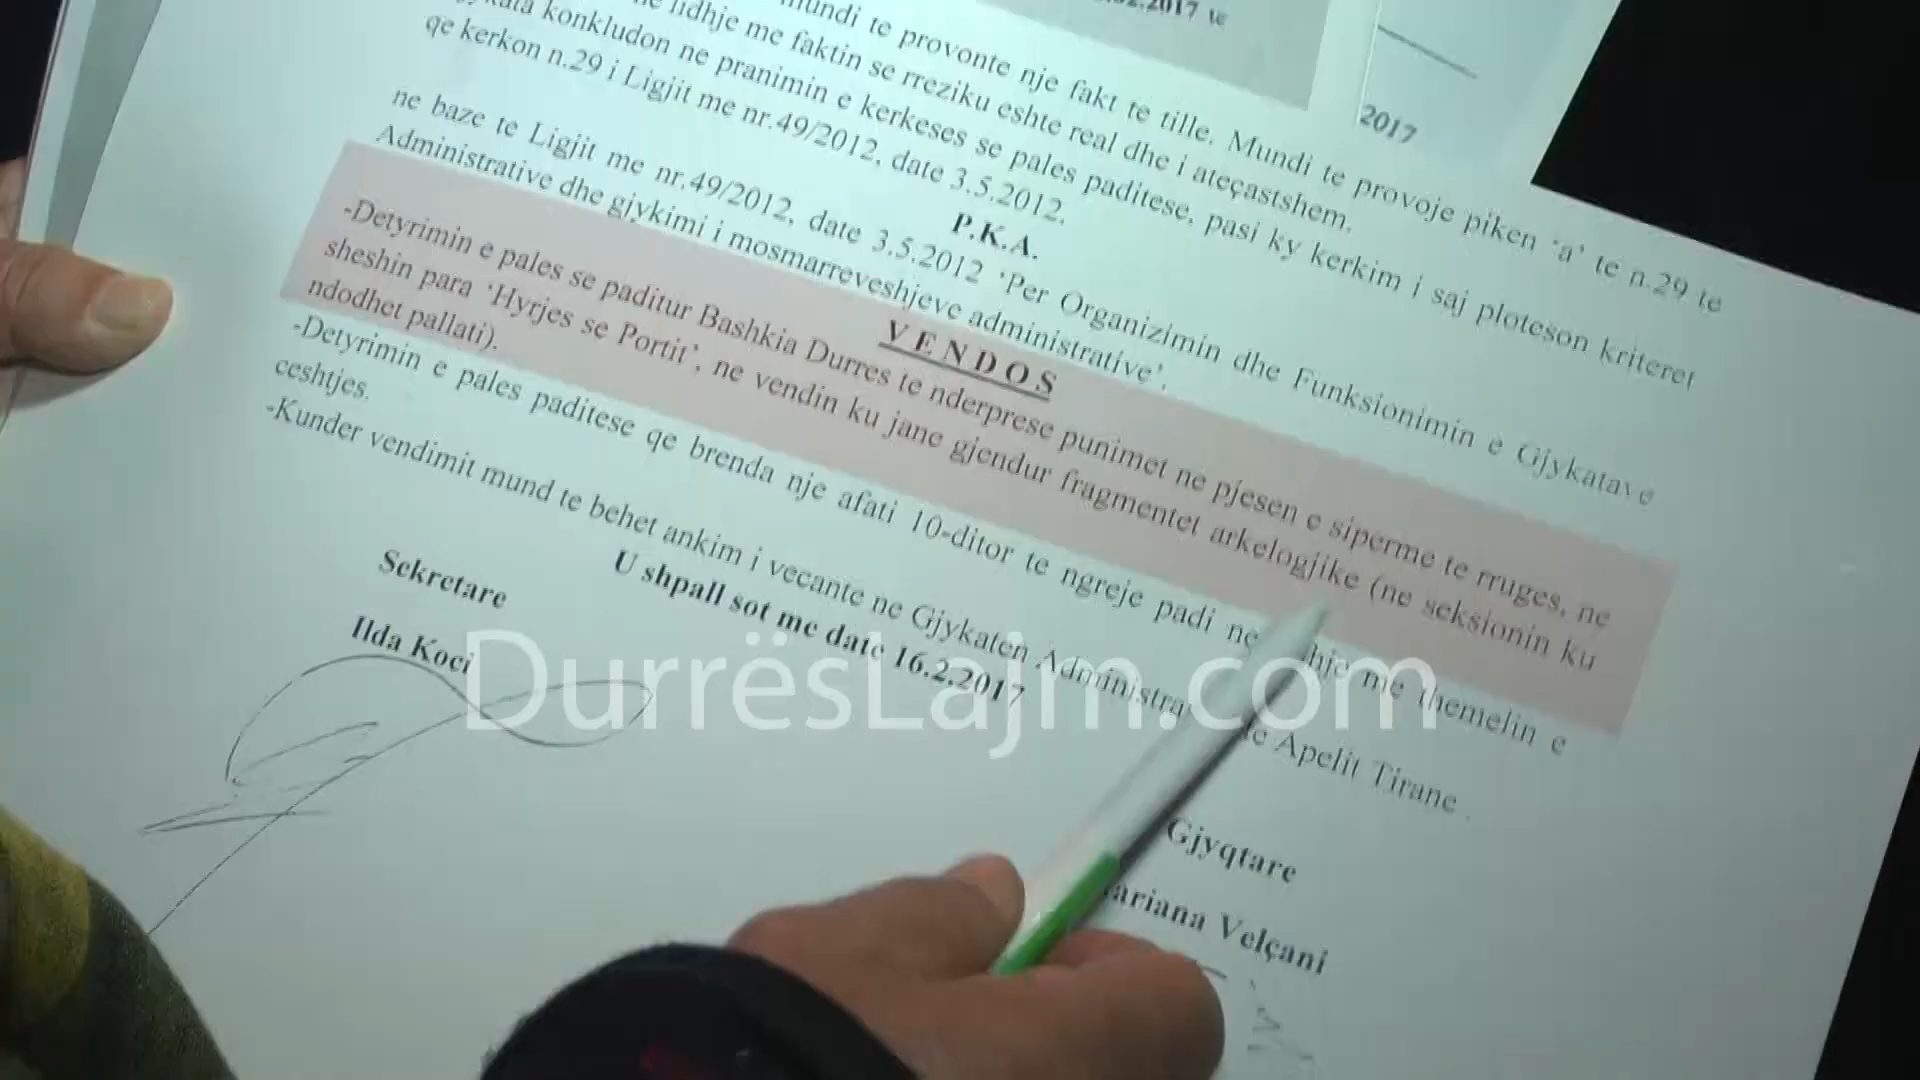 .2017 te
2017
mundi te provonte nje fakt te tille. Mundi te provoje piken 'a' te n.29 te
ne lidhje me faktin se rreziku eshte real dhe i ateçastshem.
konkludon ne pranimin e kerkeses se pales paditese, pasi ky kerkim i saj ploteson kriteret
qe kerkon n.29 i Ligjit me nr.49/2012, date 3.5.2012.
P.K.A.
ne baze te Ligjit me nr.49/2012, date 3.5.2012 'Per Organizimin dhe Funksionimin e Gjykatave
Administrative dhe gjykimi i mosmarreveshjeve administrative'.
VENDOS
-Detyrimin e pales se paditur Bashkia Durres te nderprese punimet ne pjesen e siperme te rruges, ne
sheshin para 'Hyrjes se Portit', ne vendin ku jane gjendur fragmentet arkelogjike (ne seksionin ku
ndodhet pallati).
-Detyrimin e pales paditese qe brenda nje afati 10-ditor te ngreje padi ne me themelin e
ceshtjes.
-Kunder vendimit mund te behet ankim i vecante ne Gjykaten Apelit Tirane.
U shpall sot me date 16.2.2017
Sekretare
Ilda Koci
Gjyqtare
Velçani
DurrësLajm.com